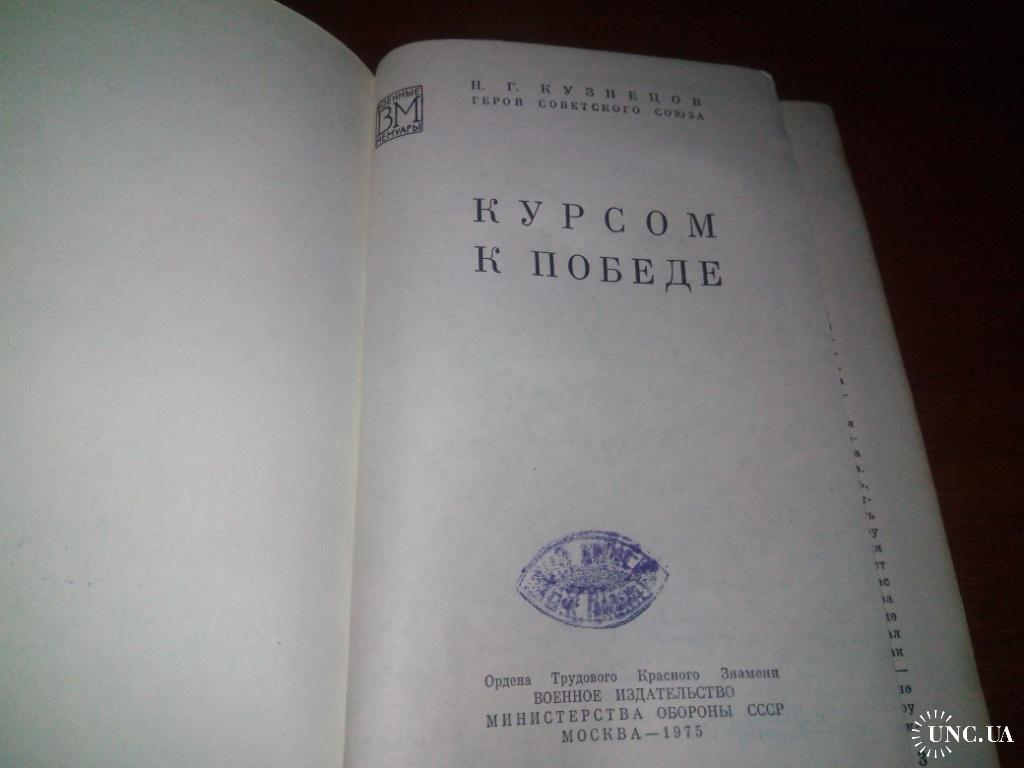 ВОЕННЫЕ
ВМ
МЕМУАРЫ
Н. Г. КУЗНЕЦОВ
ГЕРОЙ СОВЕТСКОГО СОЮЗА
КУРСОМ
К ПОБЕДЕ
Ордена Трудового Красного Знамени
ВОЕННОЕ ИЗДАТЕЛЬСТВО
МИНИСТЕРСТВА ОБОРОНЫ СССР
МОСКВА—1975
3
UNC.UA